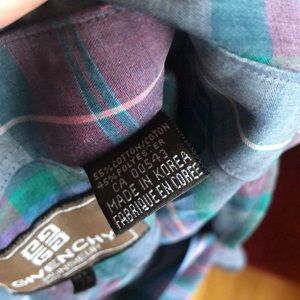 55% COTTON/COTON
45% POLYESTER
CA 00543
MADE IN KOREA
FABRIQUE EN COREE
GIVENCHY